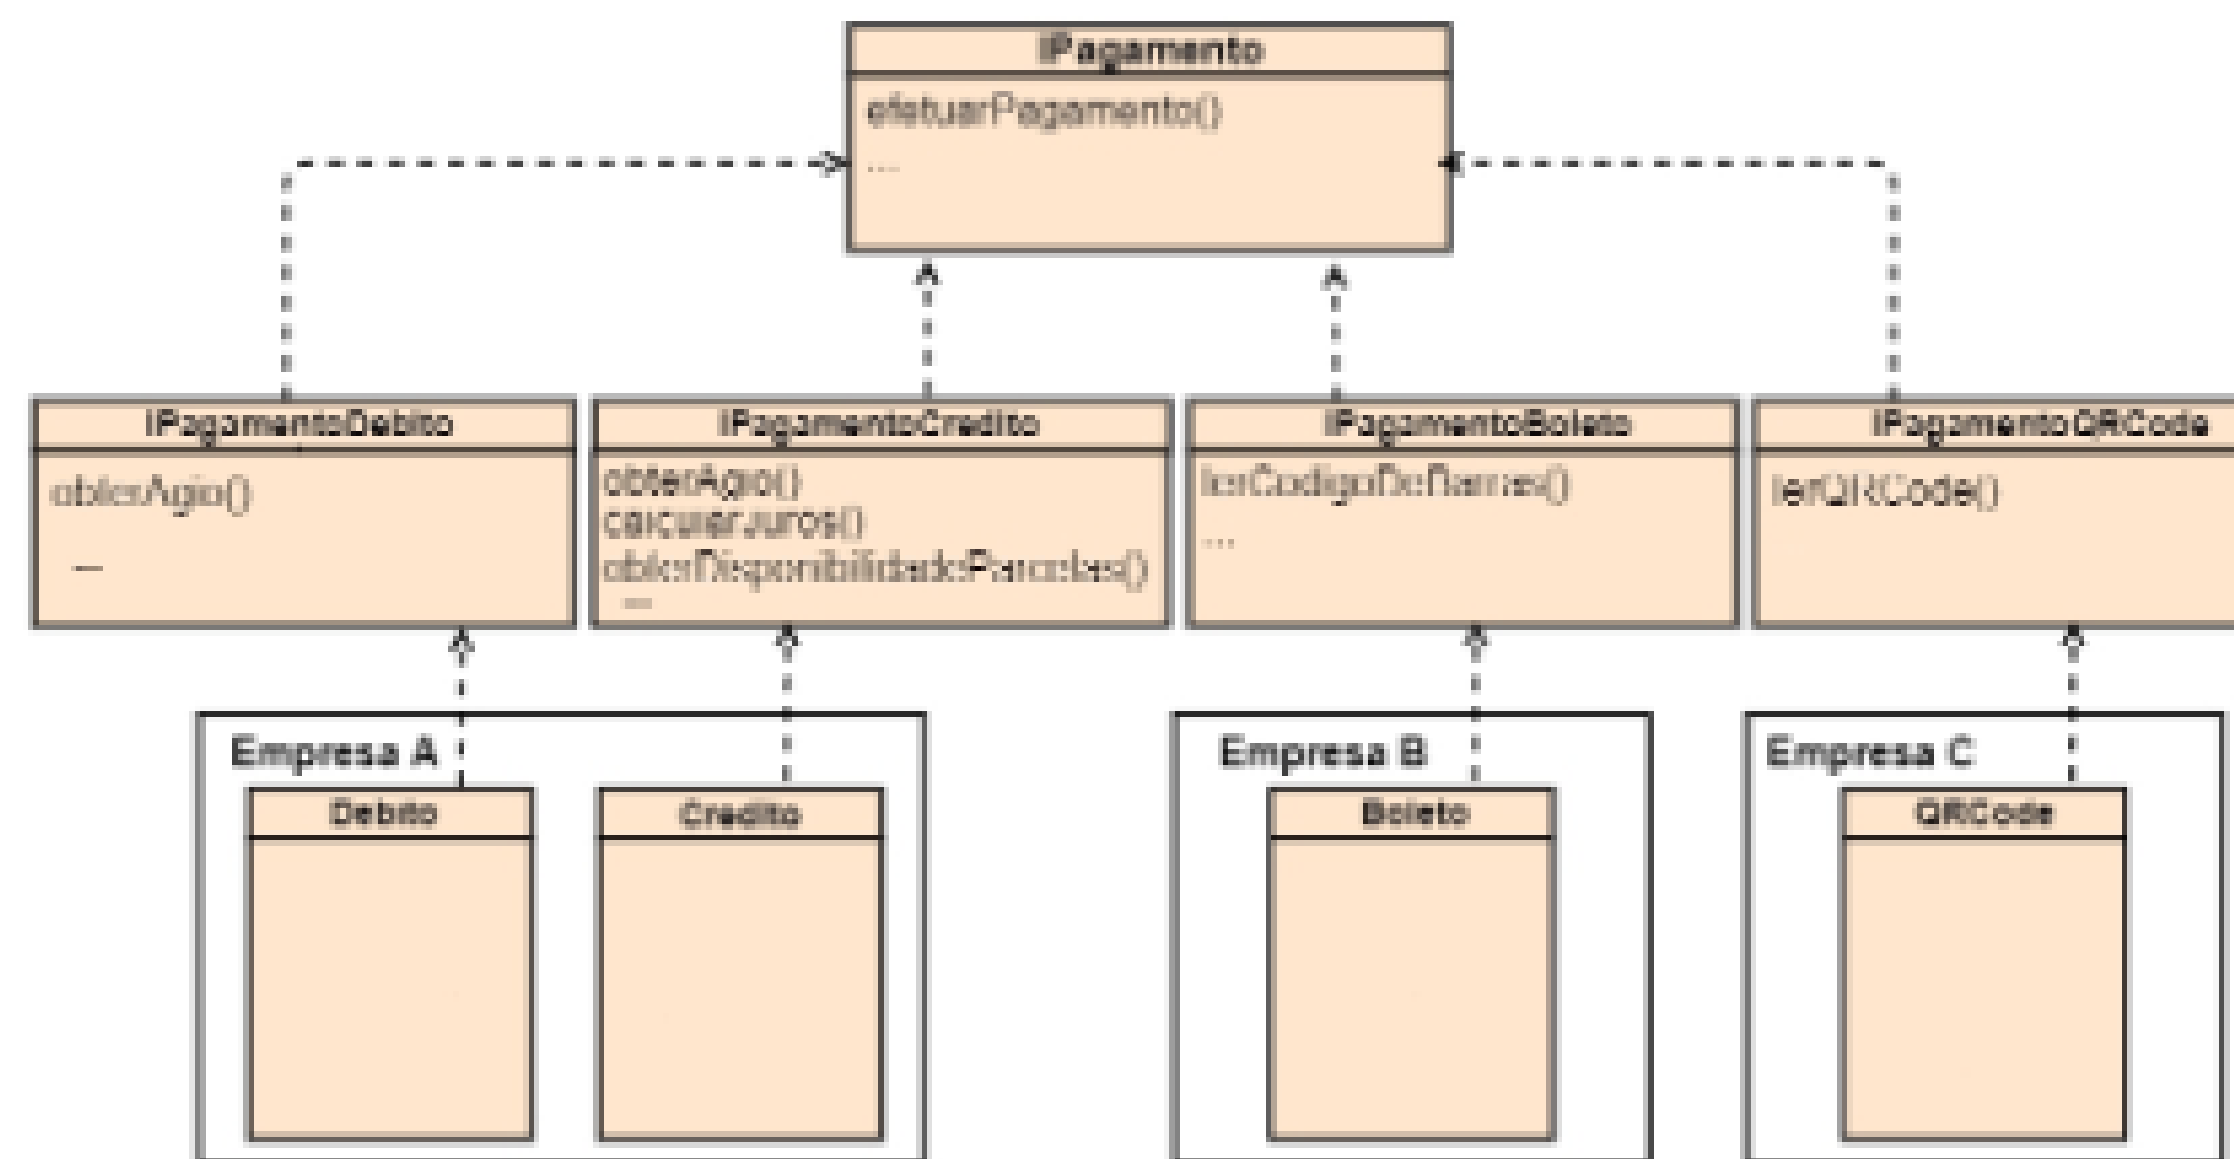 IPagamento
efetuarPagamento()
...
IPagamentoDebito
obterAgio()
...
IPagamentoCredito
obterAgio()
calcularJuros()
obterDisponibilidadeParcelas()
...
IPagamentoBoleto
lerCodigoDeBarras()
...
IPagamentoQRCode
lerQRCode()
Empresa A
Debito
Credito
Empresa B
Boleto
Empresa C
QRCode